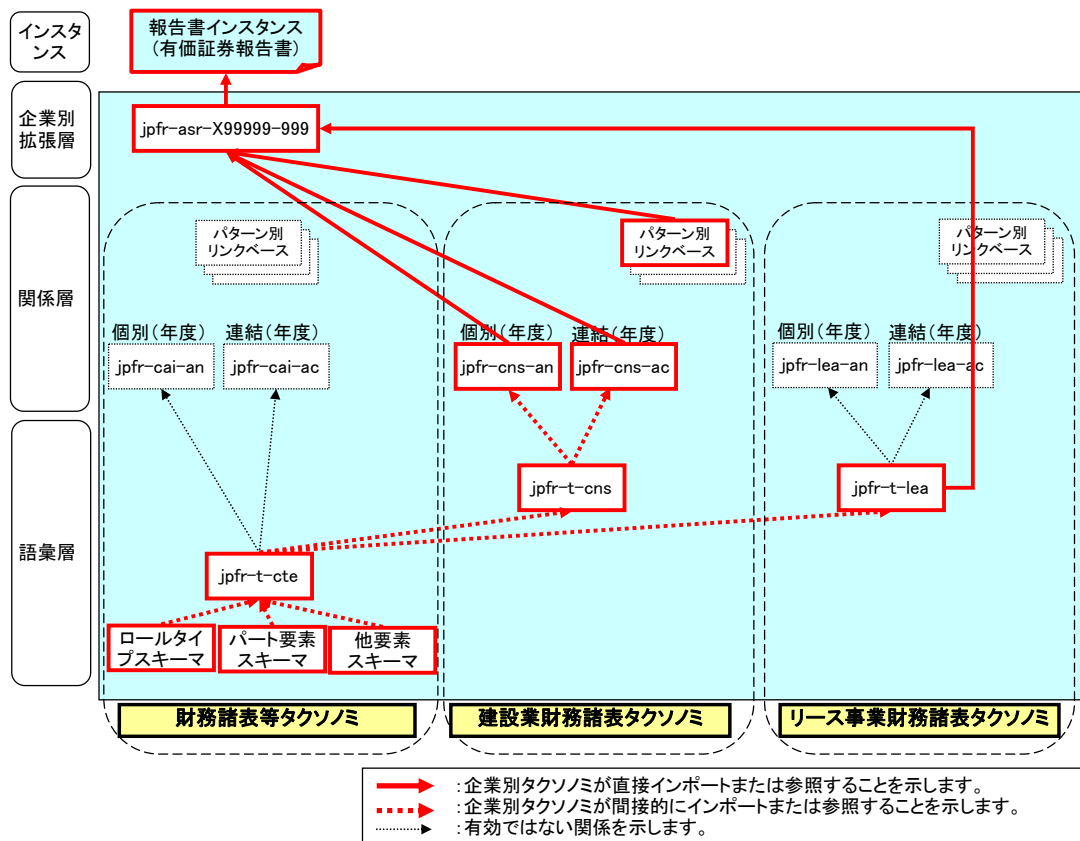 インスタ
ンス
報告書インスタンス
(有価証券報告書)
企業別
拡張層
jpfr-asr-X99999-999
関係層
パターン別
リンクベース
パターン別
リンクベース
パターン別
リンクベース
個別(年度)
連結(年度)
jpfr-cai-an
jpfr-cai-ac
個別(年度)
連結(年度)
jpfr-cns-an
jpfr-cns-ac
個別(年度)
連結(年度)
jpfr-lea-an
jpfr-lea-ac
語彙層
jpfr-t-cns
jpfr-t-lea
jpfr-t-cte
ロールタイ
プスキーマ
パート要素
スキーマ
他要素
スキーマ
財務諸表等タクソノミ
建設業財務諸表タクソノミ
リース事業財務諸表タクソノミ
:企業別タクソノミが直接インポートまたは参照することを示します。
:企業別タクソノミが間接的にインポートまたは参照することを示します。
:有効ではない関係を示します。